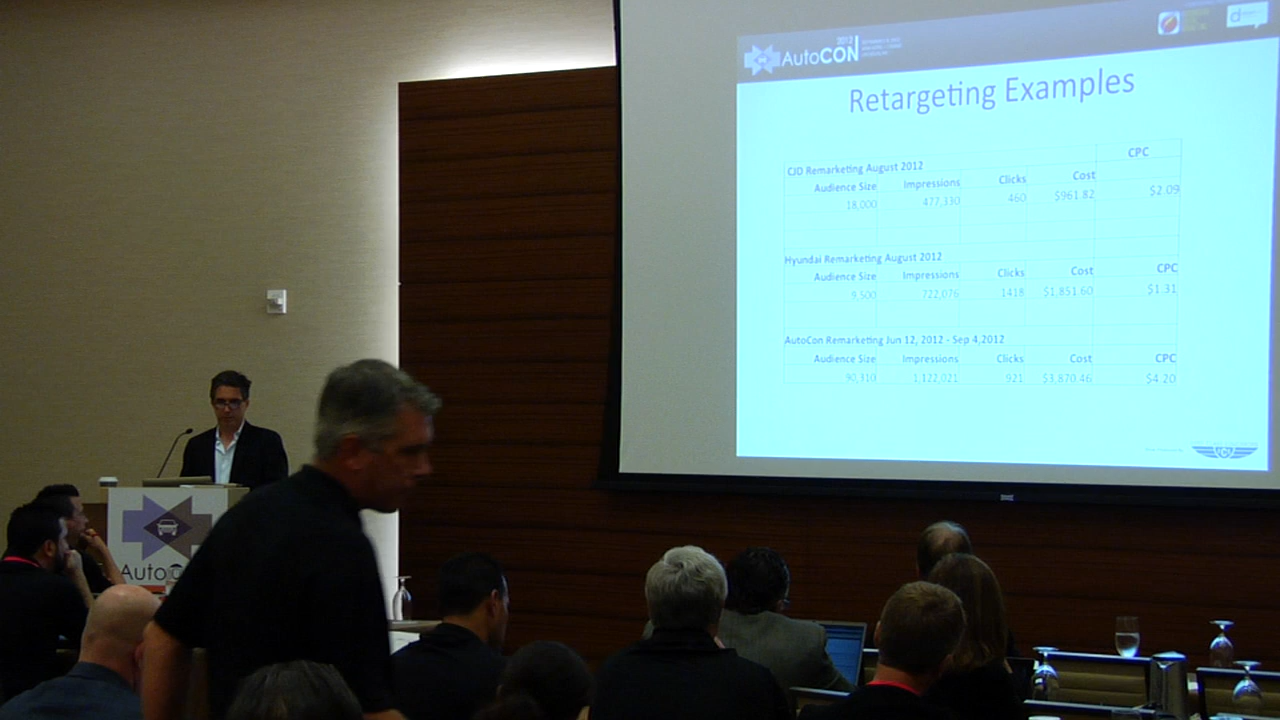 2012
AutoCON
Retargeting Examples
CPC
CJD Remarketing August 2012
Audience Size Impressions Clicks Cost
18,000 477,330 460 $961.82 $2.09
Hyundai Remarketing August 2012
Audience Size Impressions Clicks Cost CPC
9,500 722,076 1418 $1,851.60 $1.31
AutoCon Remarketing Jun 12, 2012 - Sep 4,2012
Audience Size Impressions Clicks Cost CPC
90,310 1,122,021 921 $3,870.46 $4.20
Auto